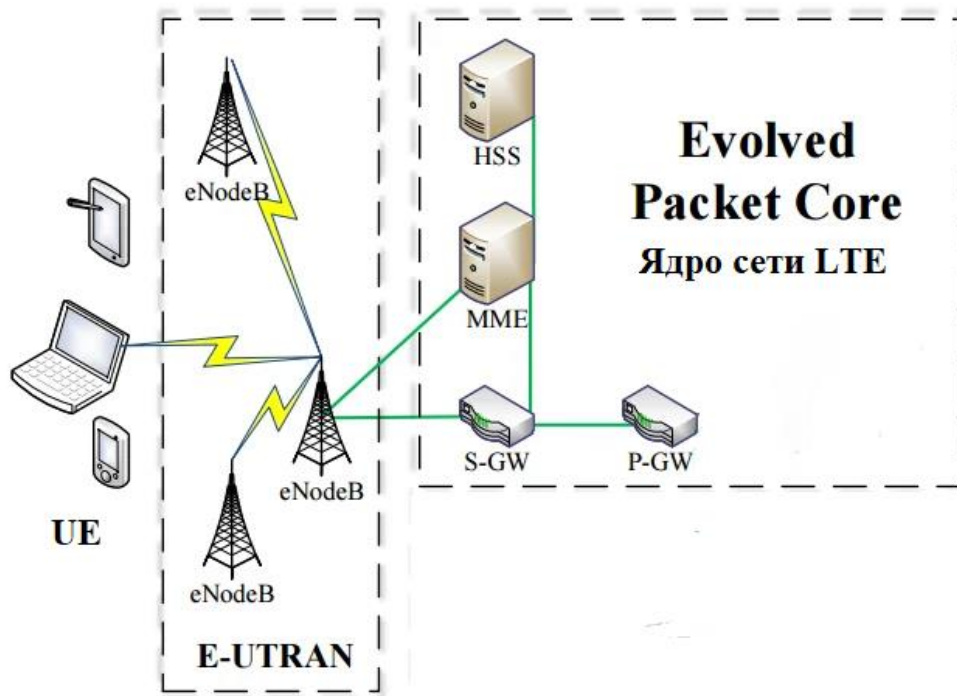 eNodeB
UE
eNodeB
eNodeB
E-UTRAN
HSS
MME
S-GW
P-GW
Evolved
Packet Core
Ядро сети LTE